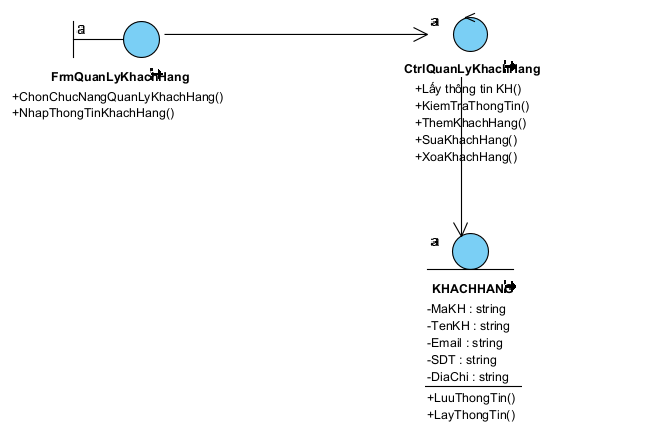 a
FrmQuanLyKhachHang
+ChonChucNangQuanLyKhachHang()
+NhapThongTinKhachHang()
a
CtrlQuanLyKhachHang
+Lấy thông tin KH()
+KiemTraThongTin()
+ThemKhachHang()
+SuaKhachHang()
+XoaKhachHang()
a
KHACHHANG
-MaKH : string
-TenKH : string
-Email : string
-SDT : string
-DiaChi : string
+LuuThongTin()
+LayThongTin()